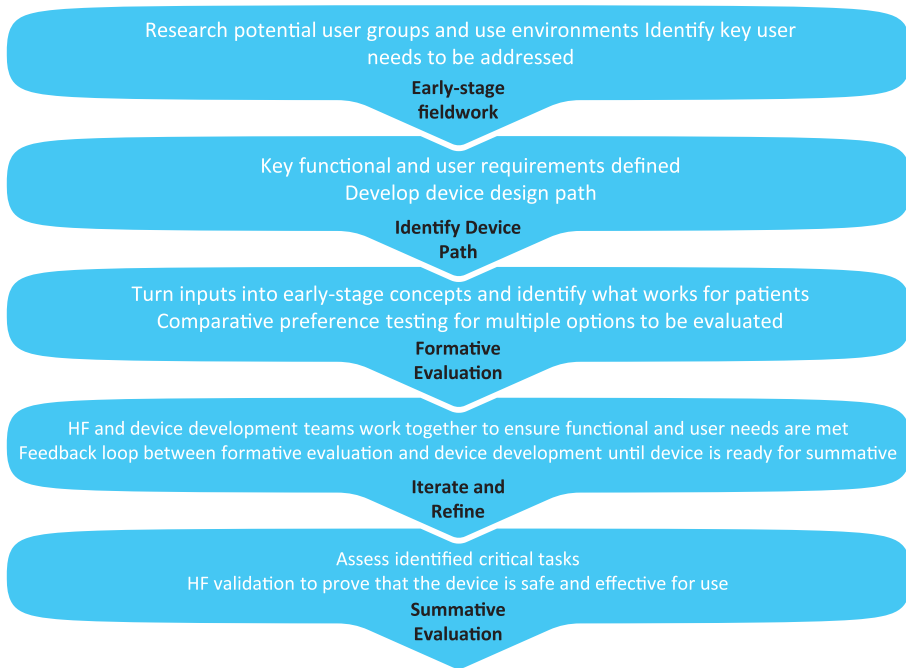 Research potential user groups and use environments Identify key user
needs to be addressed
Early-stage
fieldwork
Key functional and user requirements defined
Develop device design path
Identify Device
Path
Turn inputs into early-stage concepts and identify what works for patients
Comparative preference testing for multiple options to be evaluated
Formative
Evaluation
HF and device development teams work together to ensure functional and user needs are met
Feedback loop between formative evaluation and device development until device is ready for summative
Iterate and
Refine
Assess identified critical tasks
HF validation to prove that the device is safe and effective for use
Summative
Evaluation